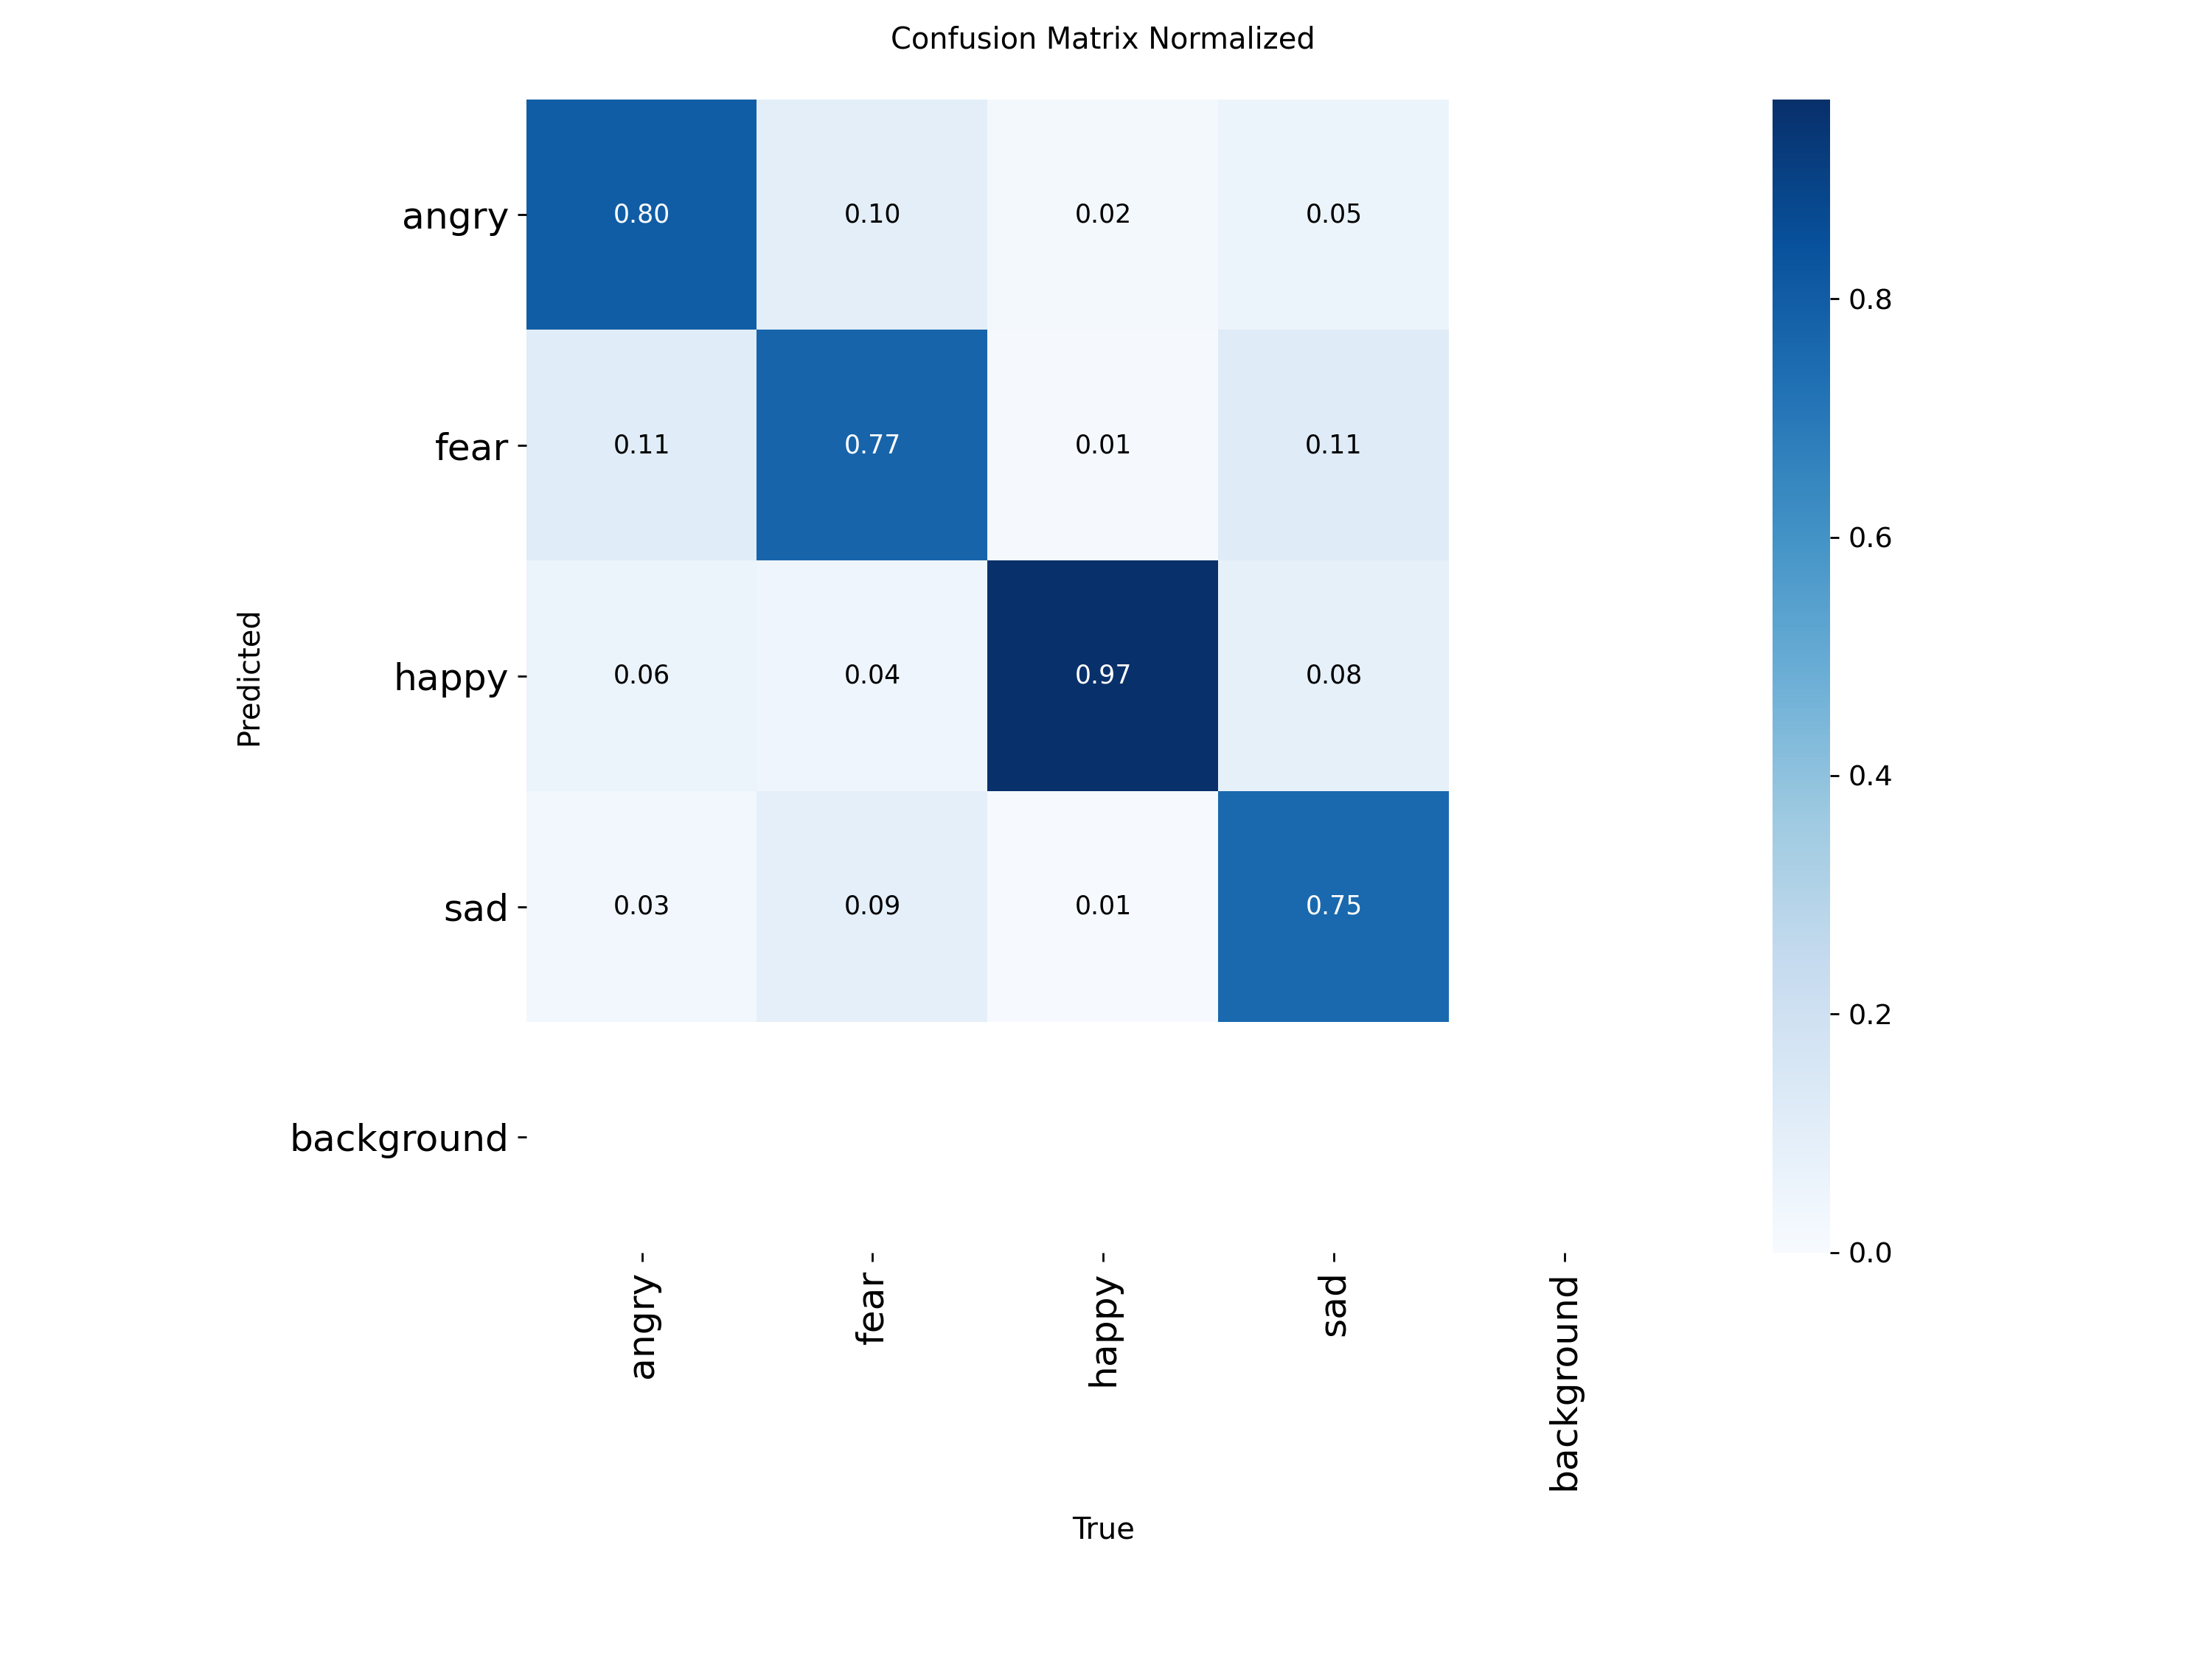 Confusion Matrix Normalized
angry
0.80 0.10 0.02 0.05
fear
0.11 0.77 0.01 0.11
happy
0.06 0.04 0.97 0.08
sad
0.03 0.09 0.01 0.75
background
Predicted
angry
fear
happy
sad
background
True
0.8
0.6
0.4
0.2
0.0